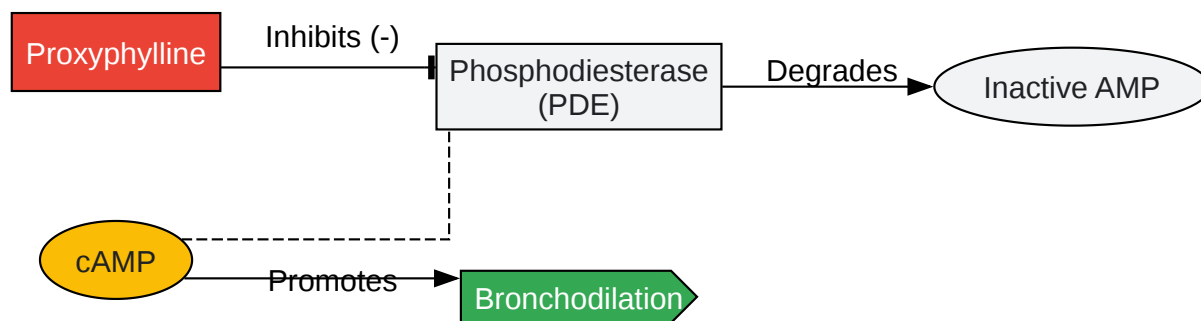 Proxyphylline
Inhibits (-)
Phosphodiesterase
(PDE)
Degrades
Inactive AMP
cAMP
Promotes
Bronchodilation